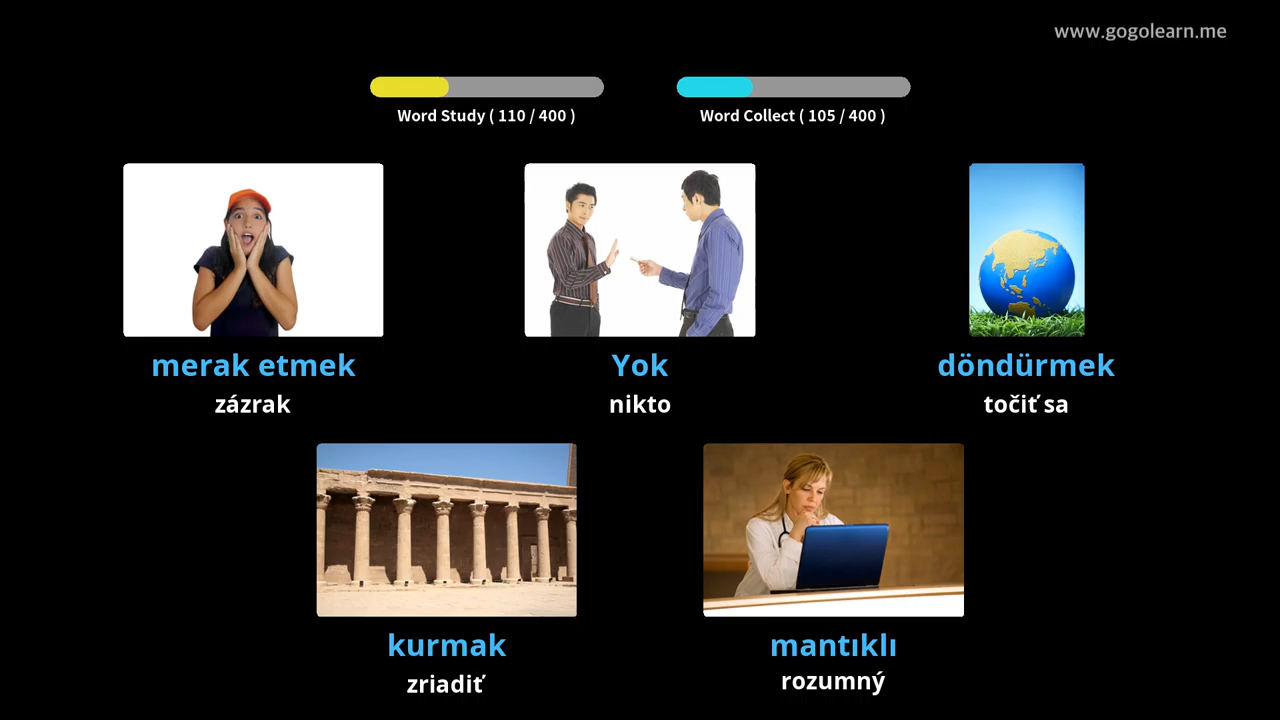 www.gogolearn.me
Word Study ( 110 / 400 )
Word Collect ( 105 / 400 )
merak etmek
zázrak
Yok
nikto
döndürmek
točiť sa
kurmak
zriadiť
mantıklı
rozumný